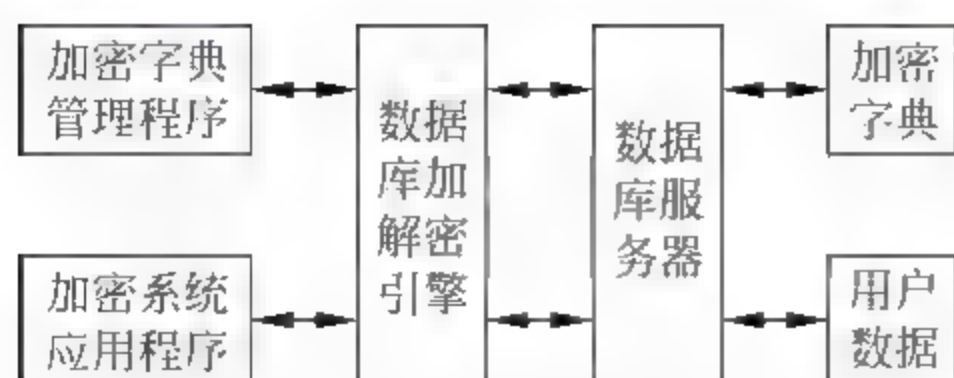 加密字典
管理程序
数据
库加
解密
引擎
数据
库服
务器
加密
字典
加密系统
应用程序
用户
数据